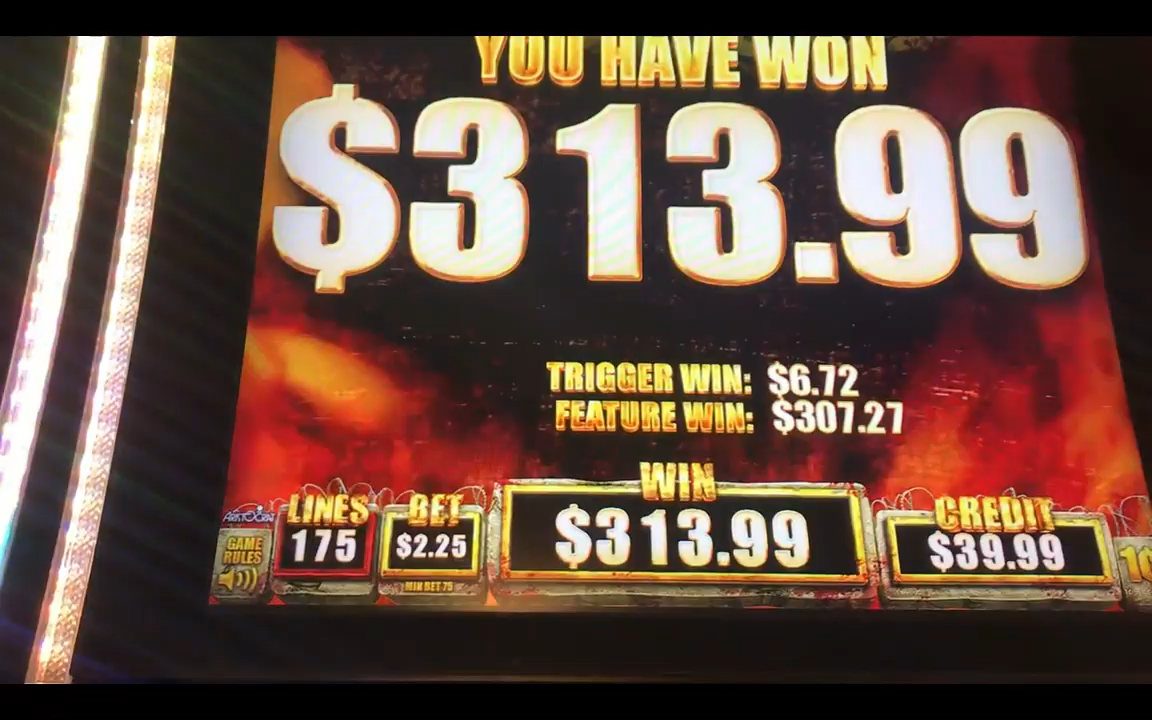 YOU HAVE WON
$313.99
TRIGGER WIN: $6.72
FEATURE WIN: $307.27
ARISTOCRAT
GAME RULES
LINES
175
BET
$2.25
MIN BET 75
WIN
$313.99
CREDIT
$39.99